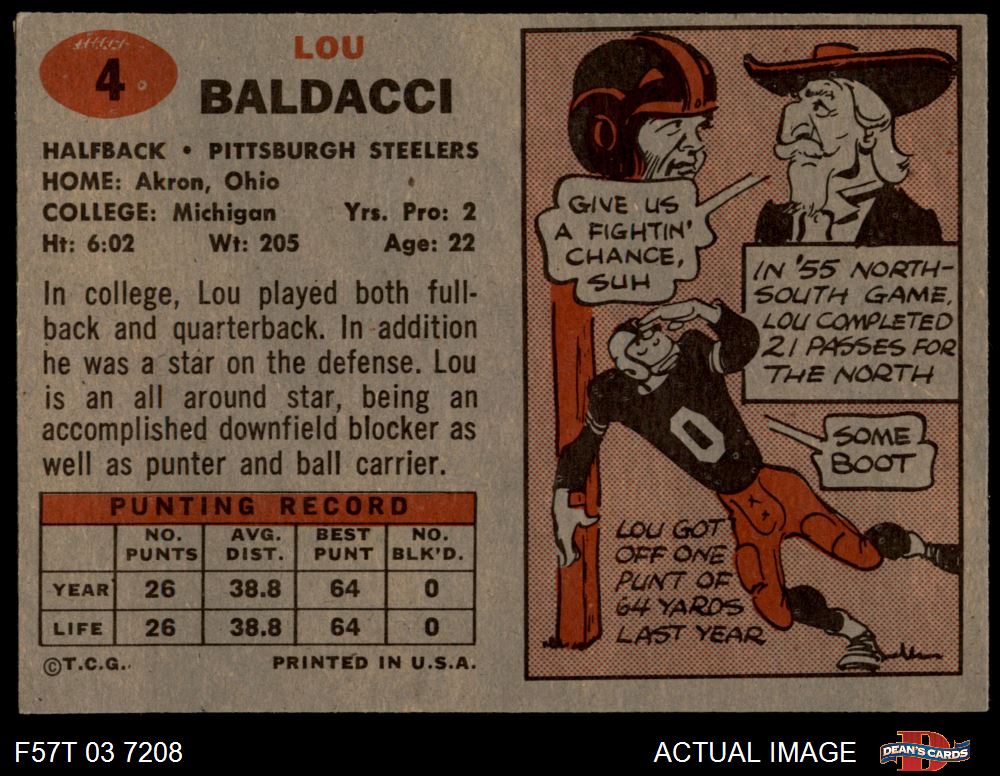 4
LOU
BALDACCI
HALFBACK • PITTSBURGH STEELERS
HOME: Akron, Ohio
COLLEGE: Michigan Yrs. Pro: 2
Ht: 6:02 Wt: 205 Age: 22
In college, Lou played both full-
back and quarterback. In addition
he was a star on the defense. Lou
is an all around star, being an
accomplished downfield blocker as
well as punter and ball carrier.
PUNTING RECORD
NO. PUNTS AVG. DIST. BEST PUNT NO. BLK'D.
YEAR 26 38.8 64 0
LIFE 26 38.8 64 0
©T.C.G. PRINTED IN U.S.A.
GIVE US
A FIGHTIN'
CHANCE,
SUH
IN '55 NORTH-
SOUTH GAME,
LOU COMPLETED
21 PASSES FOR
THE NORTH
SOME
BOOT
0
LOU GOT
OFF ONE
PUNT OF
64 YARDS
LAST YEAR
F57T 03 7208 ACTUAL IMAGE
D
DEAN'S CARDS